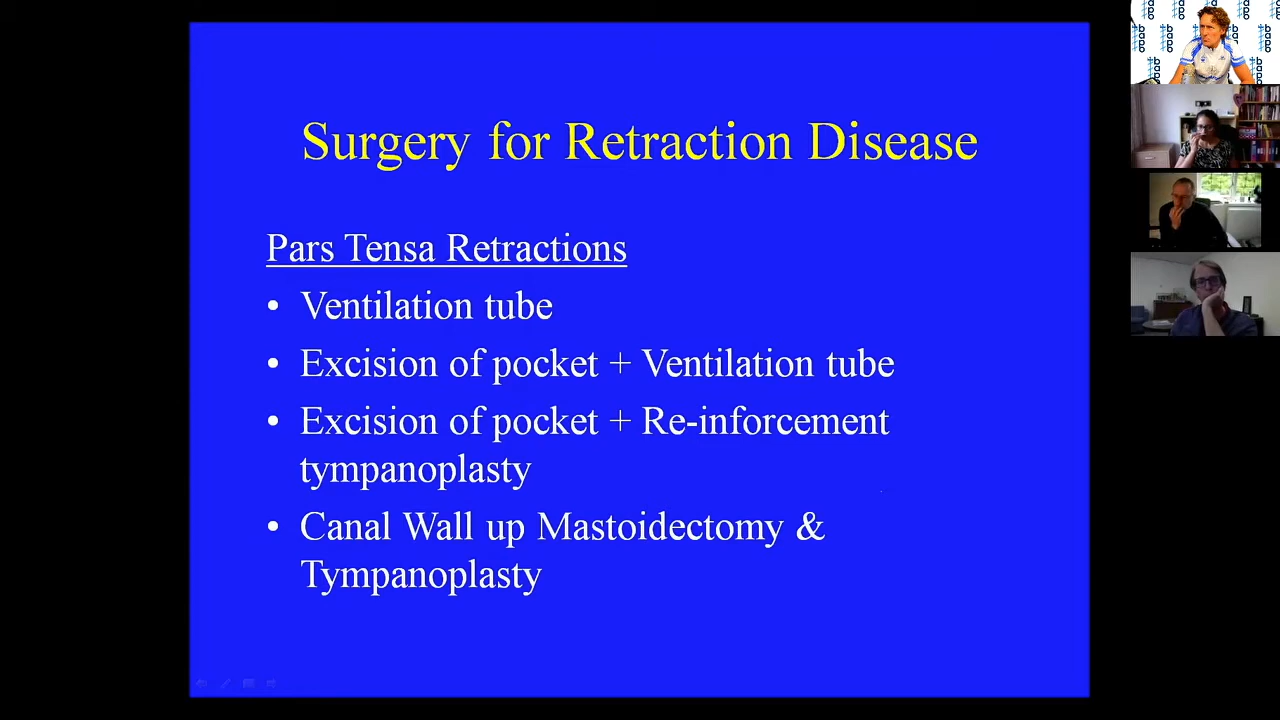 Surgery for Retraction Disease
Pars Tensa Retractions
• Ventilation tube
• Excision of pocket + Ventilation tube
• Excision of pocket + Re-inforcement
tympanoplasty
• Canal Wall up Mastoidectomy &
Tympanoplasty